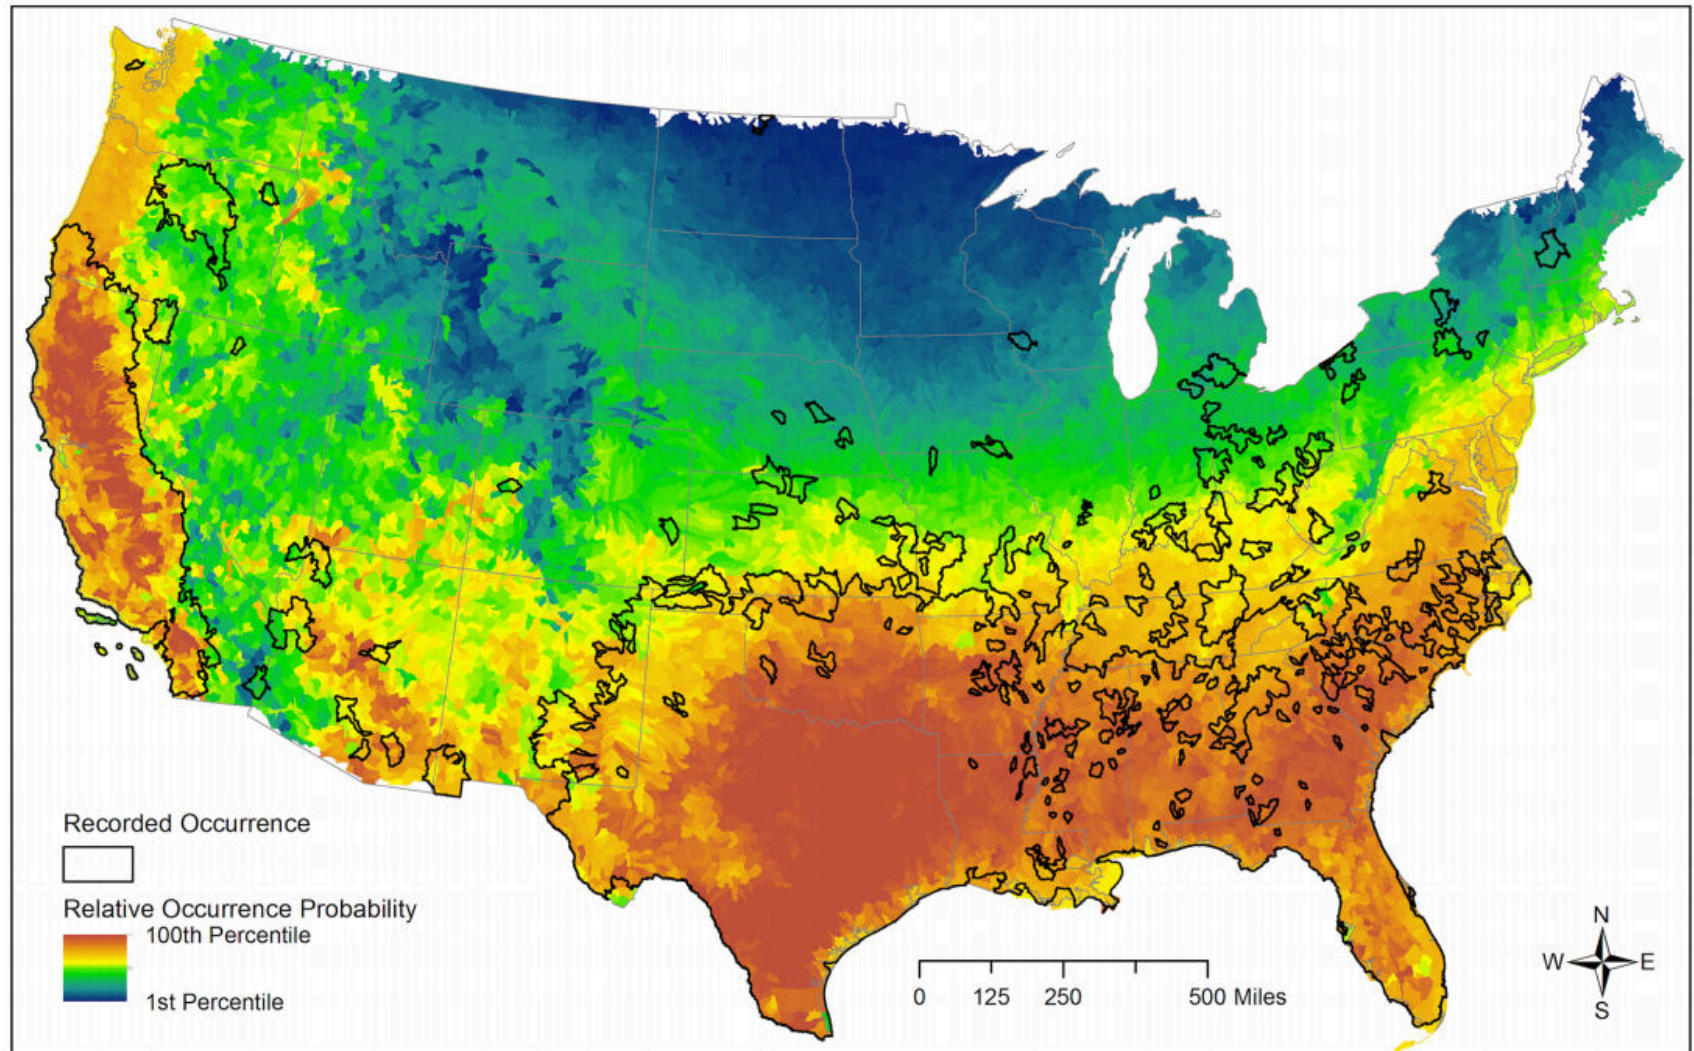 Recorded Occurrence
Relative Occurrence Probability
100th Percentile
1st Percentile
0 125 250 500 Miles
N
W E
S